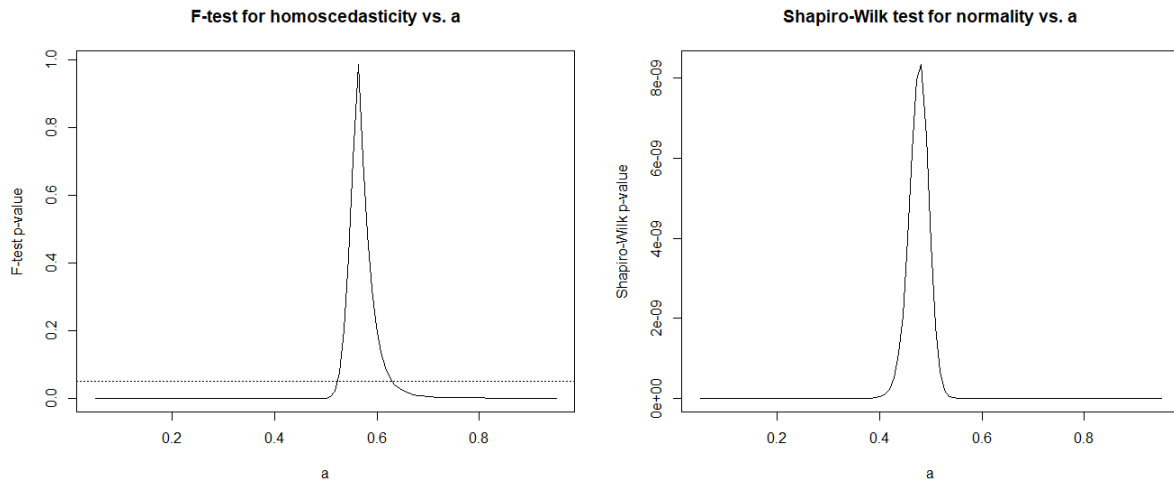 F-test for homoscedasticity vs. a
F-test p-value
1.0
0.8
0.6
0.4
0.2
0.0
0.2 0.4 0.6 0.8
a
Shapiro-Wilk test for normality vs. a
Shapiro-Wilk p-value
8e-09
6e-09
4e-09
2e-09
0e+00
0.2 0.4 0.6 0.8
a